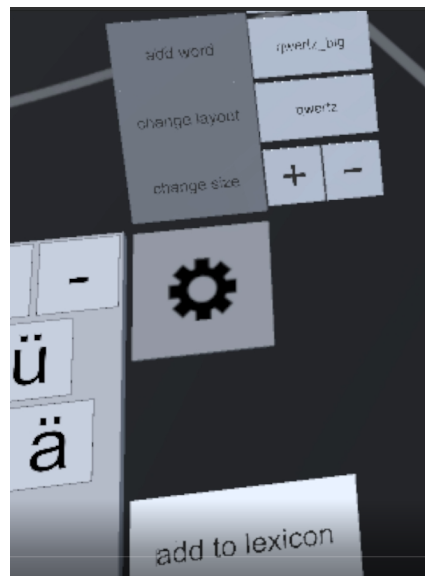 add word
qwertz_big
change layout
qwertz
change size
+ -
-
ü
ä
add to lexicon